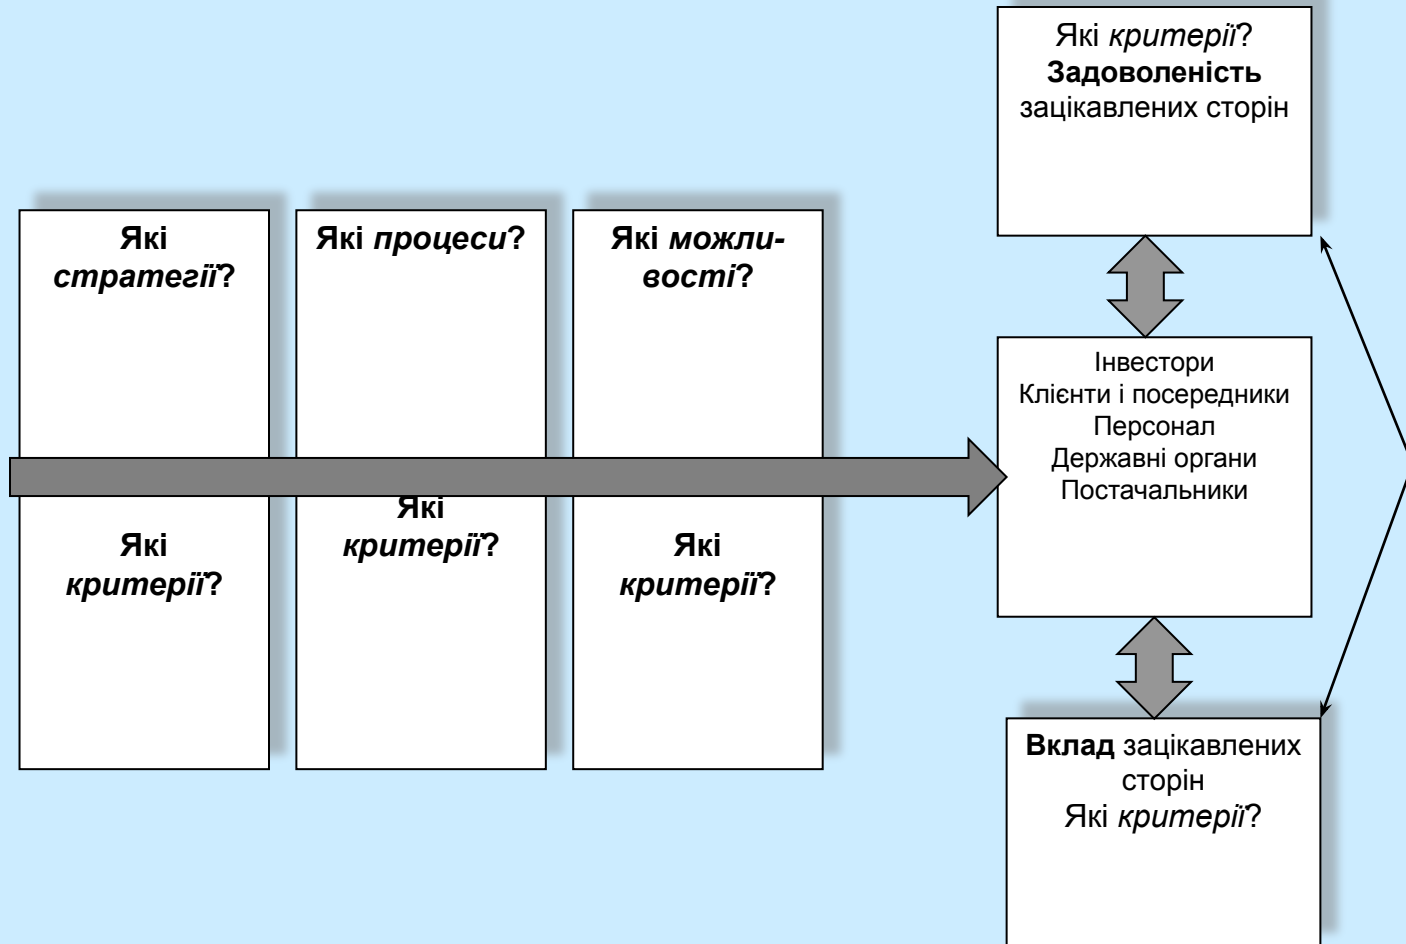 Які критерії?
Задоволеність
зацікавлених сторін
Які
стратегії?
Які процеси?
Які можли-
вості?
Інвестори
Клієнти і посередники
Персонал
Державні органи
Постачальники
Які
критерії?
Які
критерії?
Які
критерії?
Вклад зацікавлених
сторін
Які критерії?